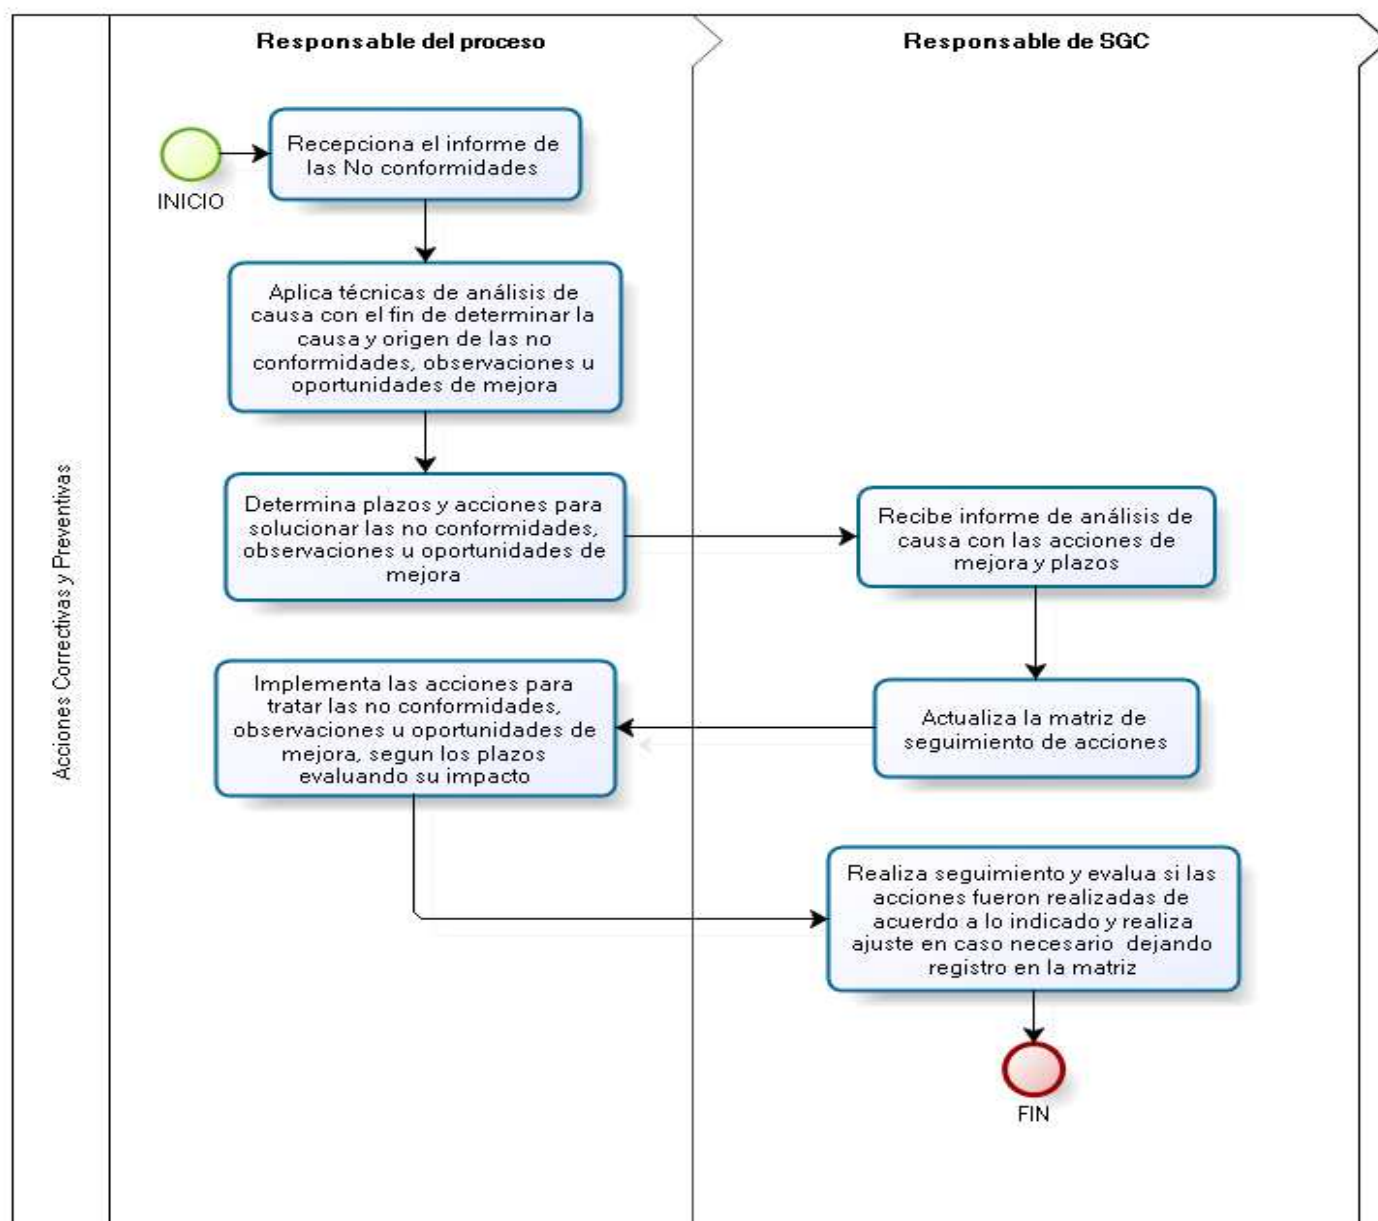 Responsable del proceso
Responsable de SGC
Acciones Correctivas y Preventivas
Recepciona el informe de
las No conformidades
INICIO
Aplica técnicas de análisis de
causa con el fin de determinar la
causa y origen de las no
conformidades, observaciones u
oportunidades de mejora
Determina plazos y acciones para
solucionar las no conformidades,
observaciones u oportunidades de
mejora
Recibe informe de análisis de
causa con las acciones de
mejora y plazos
Actualiza la matriz de
seguimiento de acciones
Implementa las acciones para
tratar las no conformidades,
observaciones u oportunidades de
mejora, segun los plazos
evaluando su impacto
Realiza seguimiento y evalua si las
acciones fueron realizadas de
acuerdo a lo indicado y realiza
ajuste en caso necesario dejando
registro en la matriz
FIN